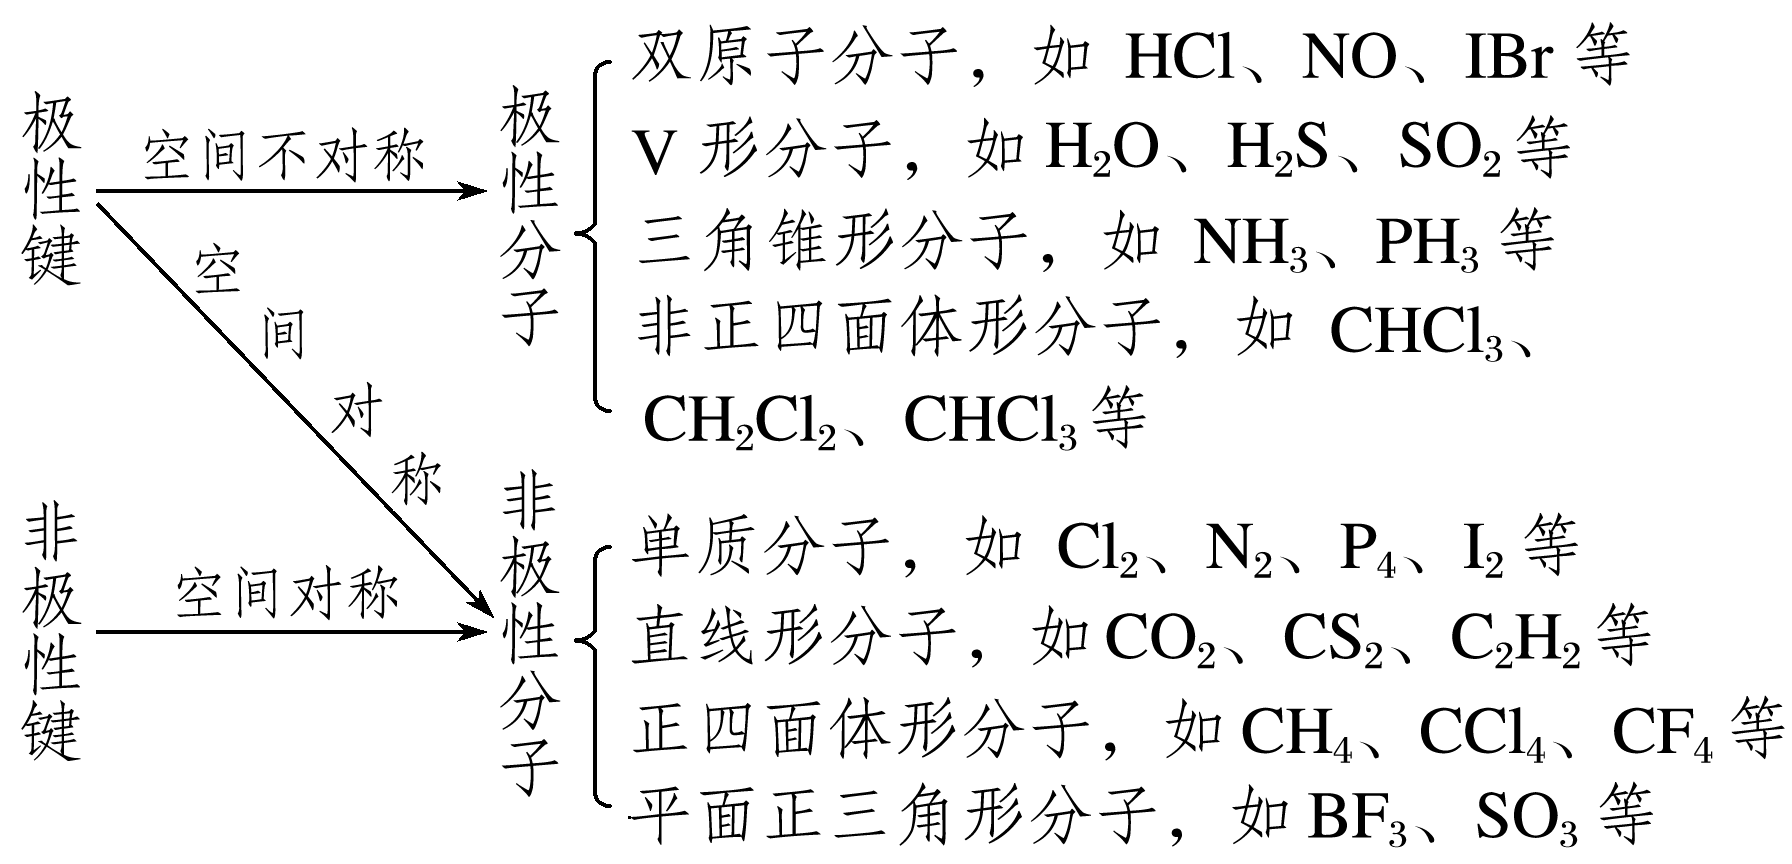 极性键
空间不对称
空间对称
极性分子
双原子分子，如 HCl、NO、IBr 等
V 形分子，如 H₂O、H₂S、SO₂ 等
三角锥形分子，如 NH₃、PH₃ 等
非正四面体形分子，如 CHCl₃、
CH₂Cl₂、CHCl₃ 等
非极性键
空间对称
非极性分子
单质分子，如 Cl₂、N₂、P₄、I₂ 等
直线形分子，如 CO₂、CS₂、C₂H₂ 等
正四面体形分子，如 CH₄、CCl₄、CF₄ 等
平面正三角形分子，如 BF₃、SO₃ 等